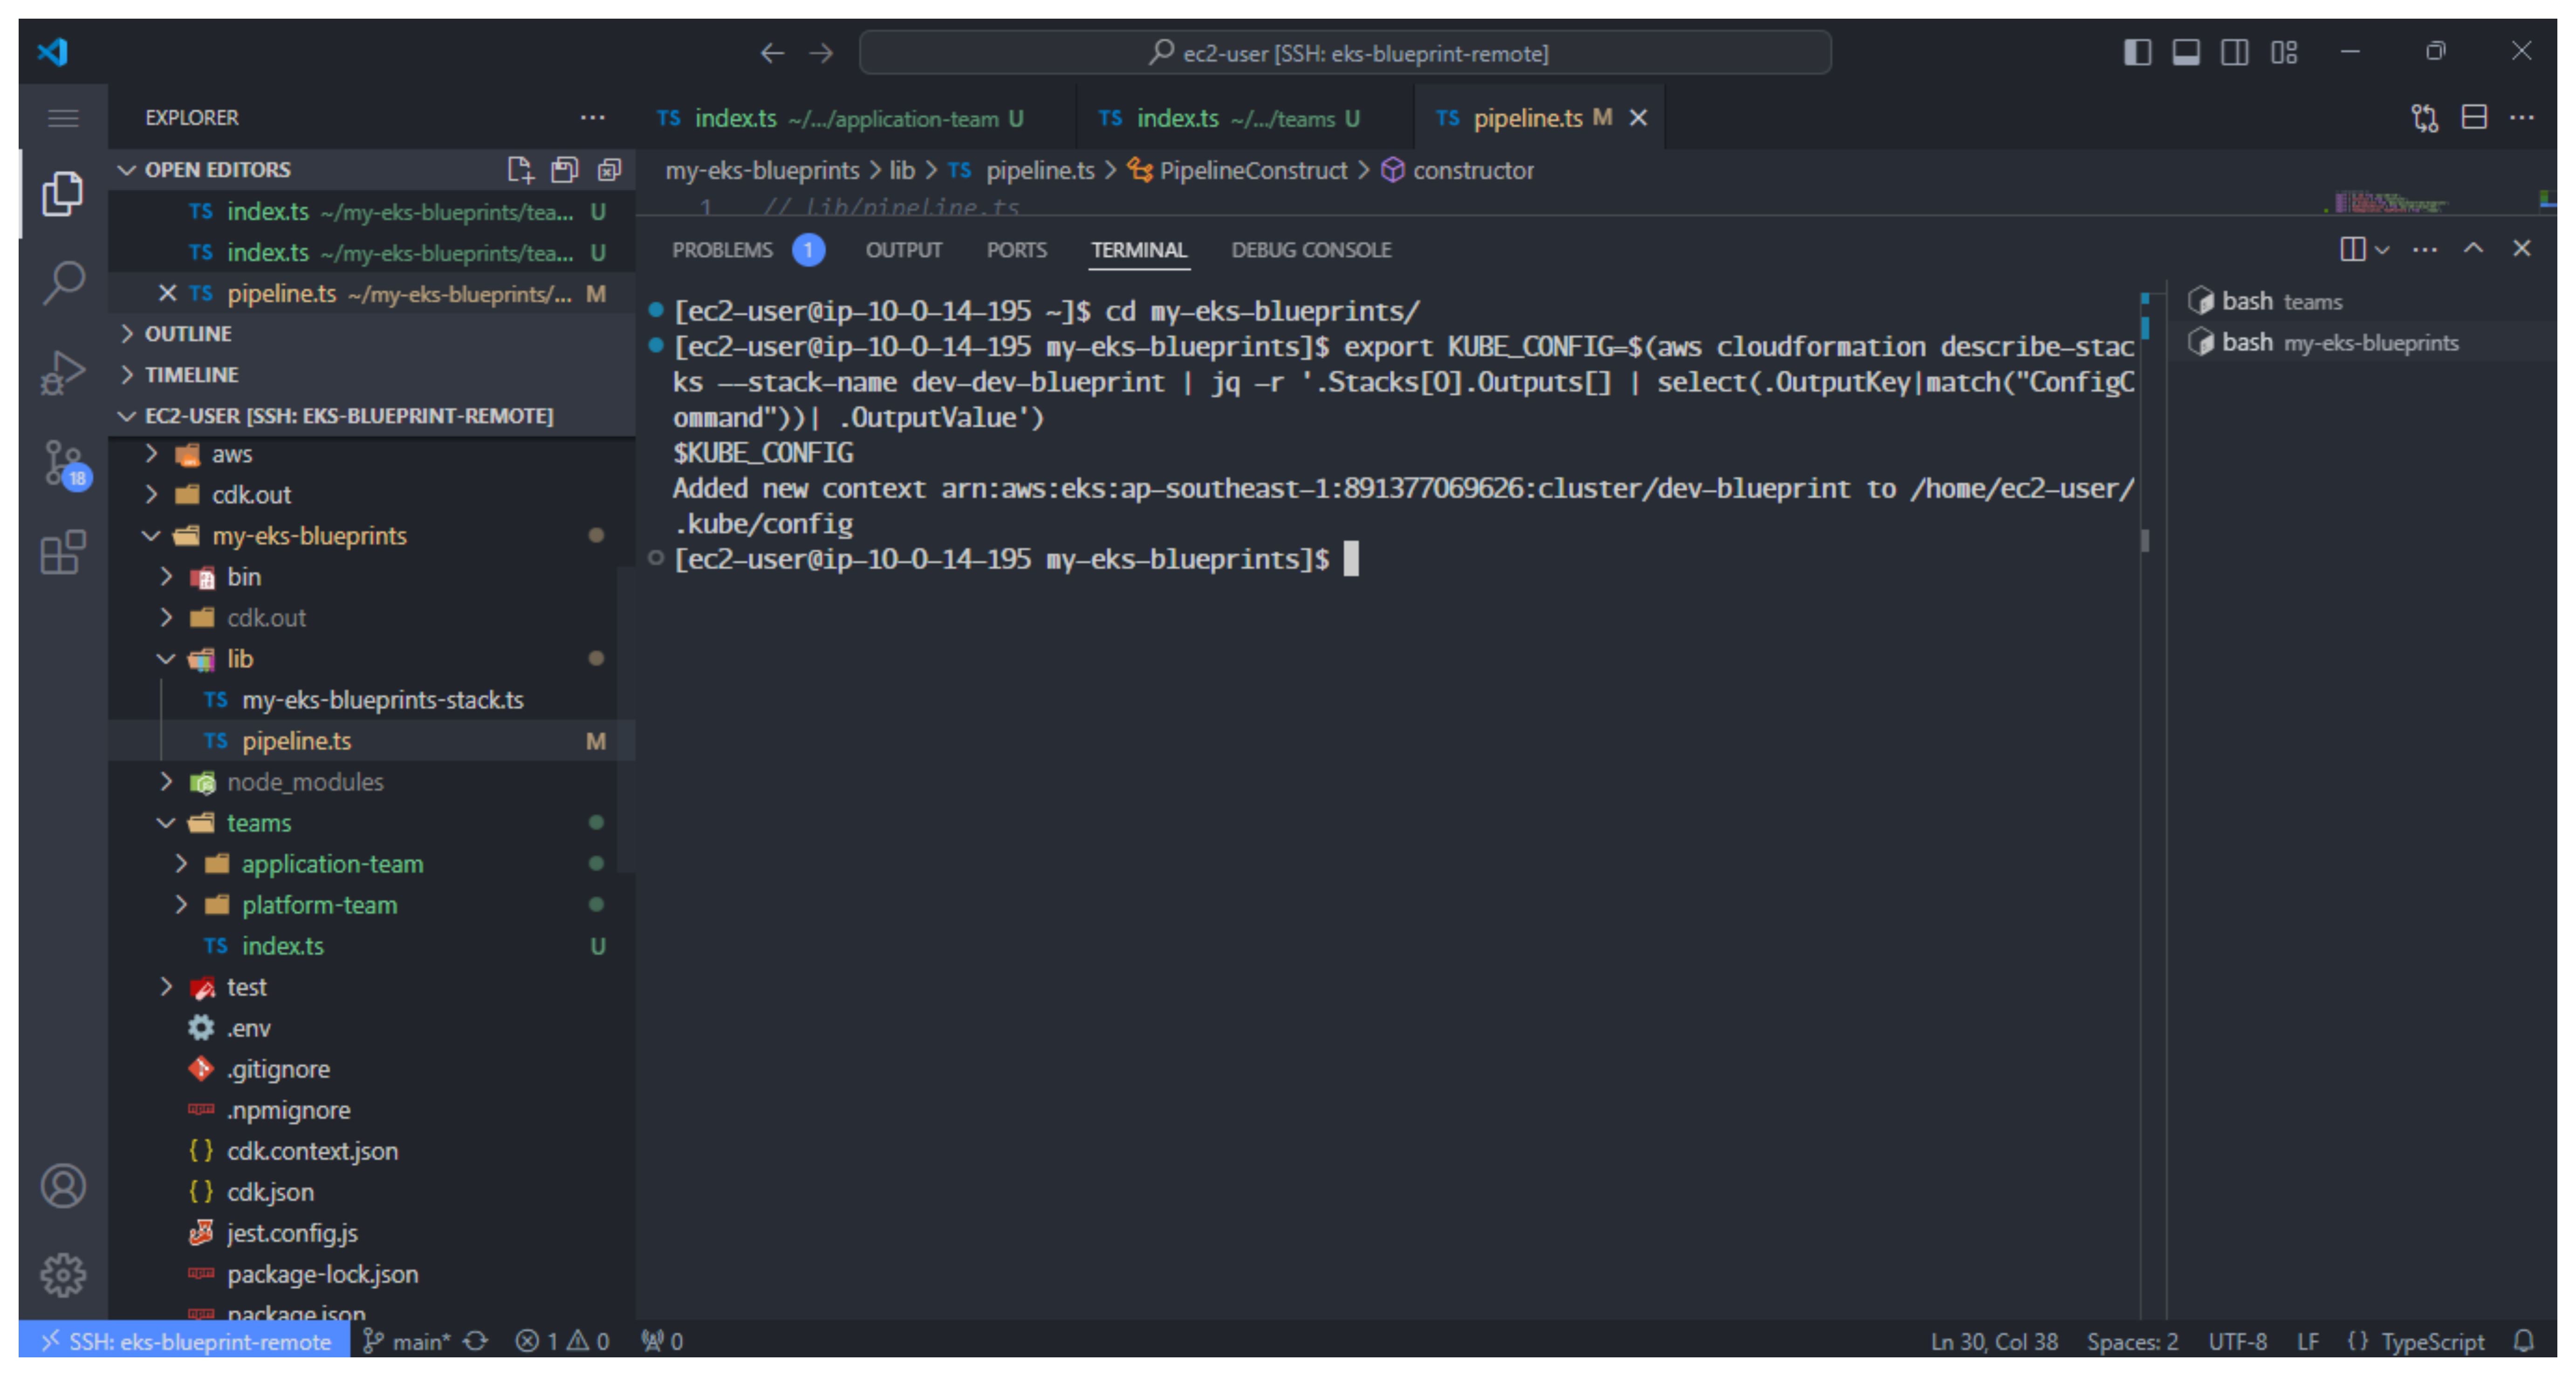 ec2-user [SSH: eks-blueprint-remote]
EXPLORER
TS index.ts ~/.../application-team U
TS index.ts ~/.../teams U
TS pipeline.ts M
OPEN EDITORS
TS index.ts ~/my-eks-blueprints/tea... U
TS index.ts ~/my-eks-blueprints/tea... U
TS pipeline.ts ~/my-eks-blueprints/... M
OUTLINE
TIMELINE
EC2-USER [SSH: EKS-BLUEPRINT-REMOTE]
aws
cdk.out
my-eks-blueprints
bin
cdk.out
lib
TS my-eks-blueprints-stack.ts
TS pipeline.ts M
node_modules
teams
application-team
platform-team
TS index.ts U
test
.env
.gitignore
.npmignore
{} cdk.context.json
{} cdk.json
jest.config.js
package-lock.json
package.json
18
my-eks-blueprints > lib > TS pipeline.ts > PipelineConstruct > constructor
1 // lib/pipeline.ts
PROBLEMS 1 OUTPUT PORTS TERMINAL DEBUG CONSOLE
[ec2-user@ip-10-0-14-195 ~]$ cd my-eks-blueprints/
[ec2-user@ip-10-0-14-195 my-eks-blueprints]$ export KUBE_CONFIG=$(aws cloudformation describe-stac
ks --stack-name dev-dev-blueprint | jq -r '.Stacks[0].Outputs[] | select(.OutputKey|match("ConfigC
ommand"))| .OutputValue')
$KUBE_CONFIG
Added new context arn:aws:eks:ap-southeast-1:891377069626:cluster/dev-blueprint to /home/ec2-user/
.kube/config
[ec2-user@ip-10-0-14-195 my-eks-blueprints]$
bash teams
bash my-eks-blueprints
SSH: eks-blueprint-remote main* 1 0 0
Ln 30, Col 38 Spaces: 2 UTF-8 LF {} TypeScript